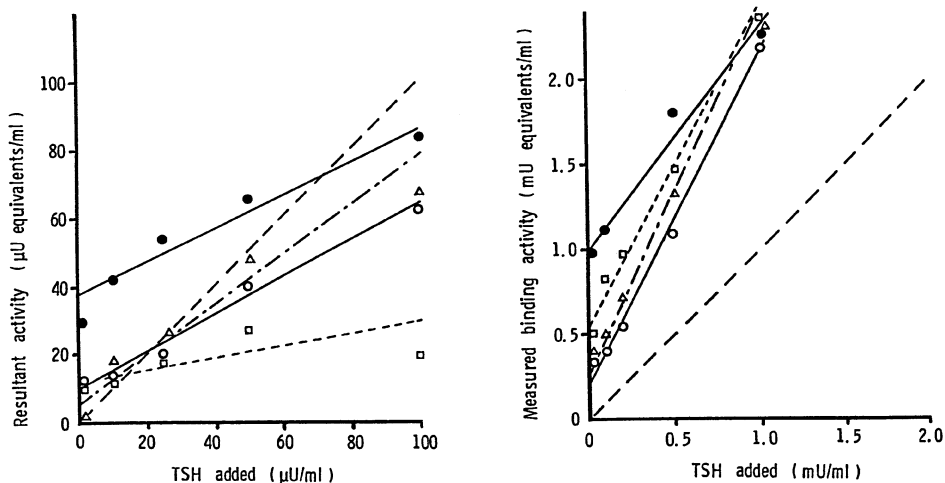 Resultant activity (μU equivalents/ml)
100
80
60
40
20
0
0 20 40 60 80 100
TSH added (μU/ml)
Measured binding activity (mU equivalents/ml)
2.0
1.5
1.0
0.5
0
0 0.5 1.0 1.5 2.0
TSH added (mU/ml)